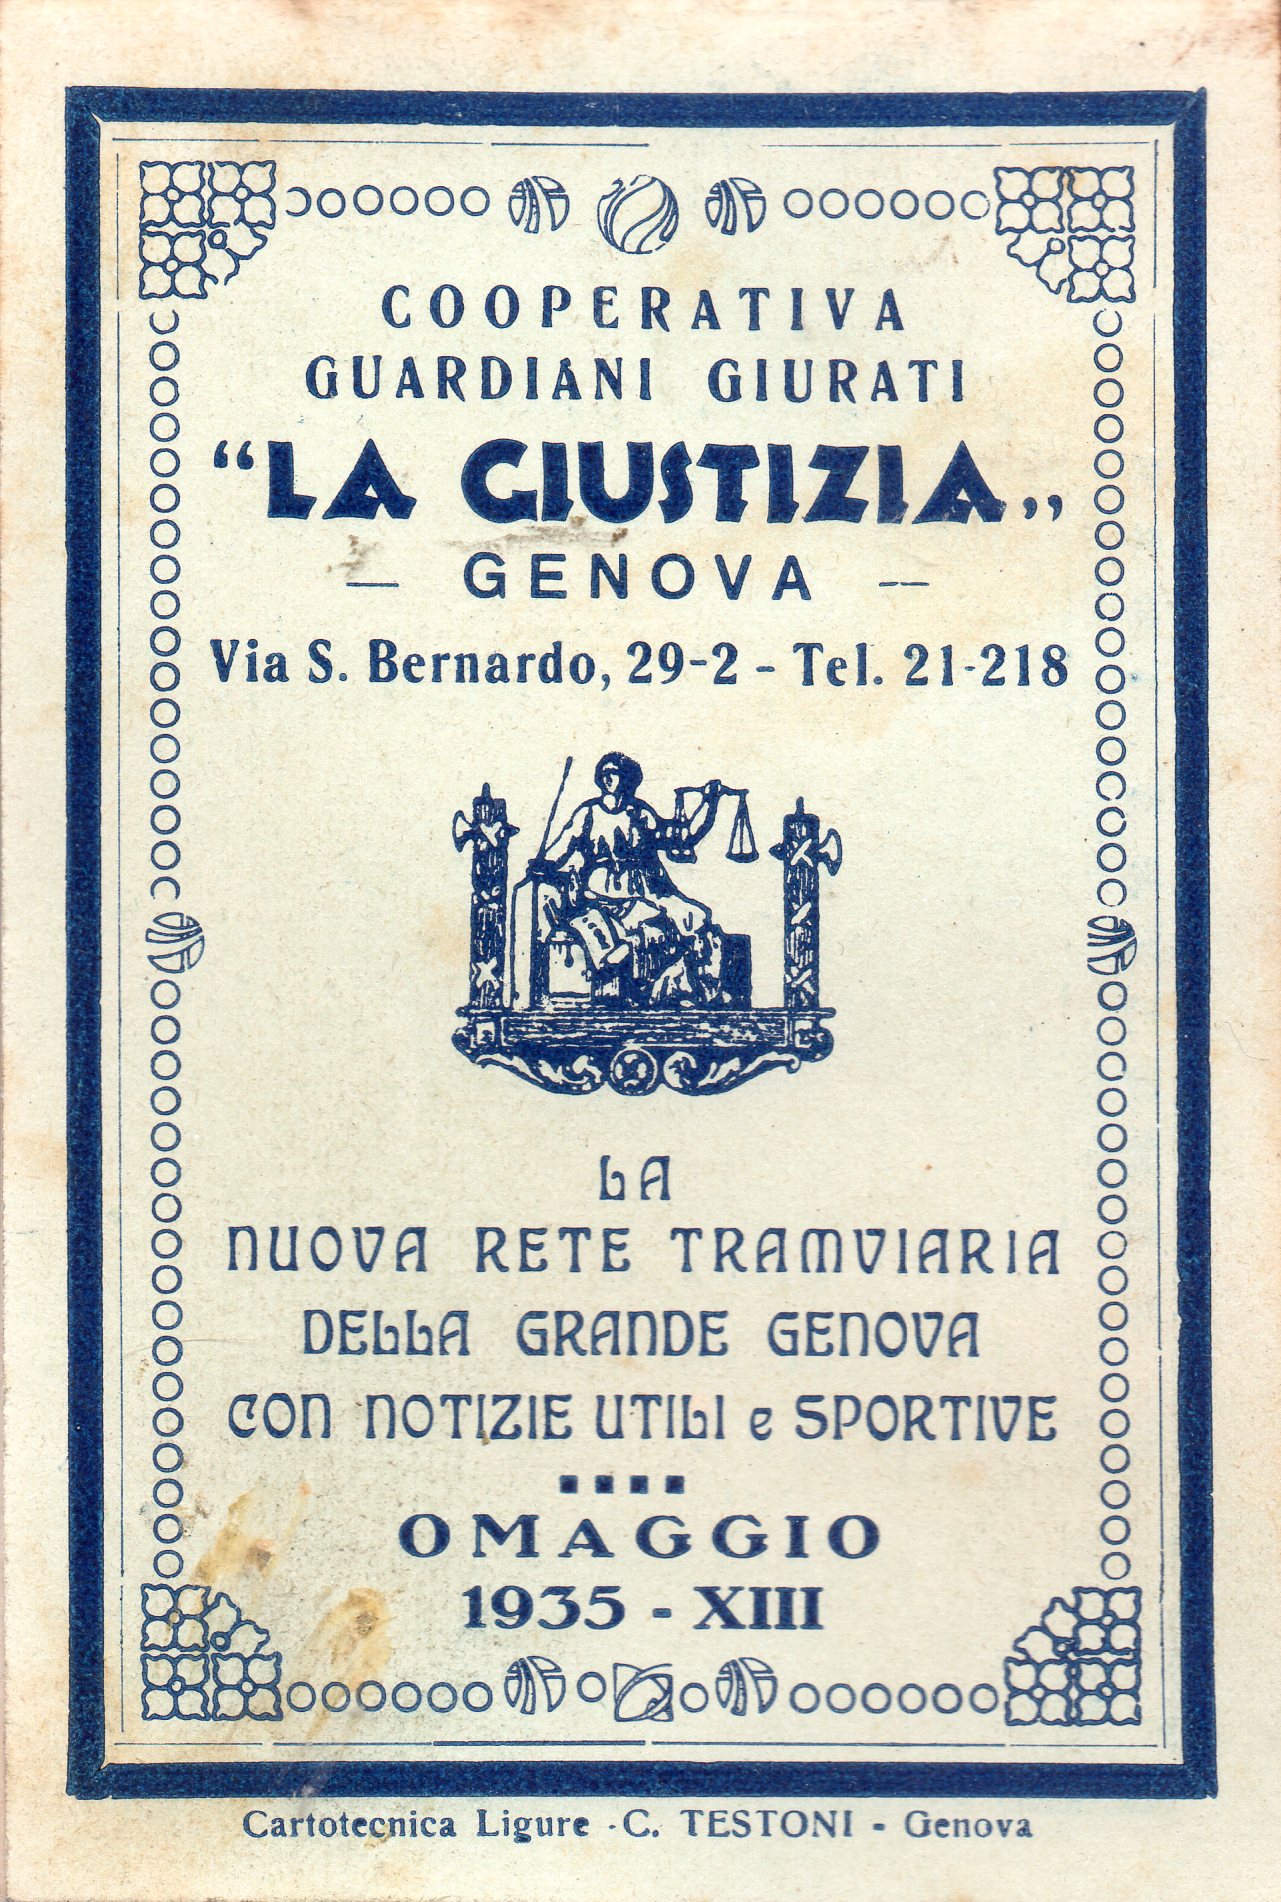 COOPERATIVA
GUARDIANI GIURATI
“LA GIUSTIZIA„
— GENOVA —
Via S. Bernardo, 29-2 - Tel. 21-218
LA
NUOVA RETE TRAMVIARIA
DELLA GRANDE GENOVA
CON NOTIZIE UTILI e SPORTIVE
OMAGGIO
1935 - XIII
Cartotecnica Ligure - C. TESTONI - Genova